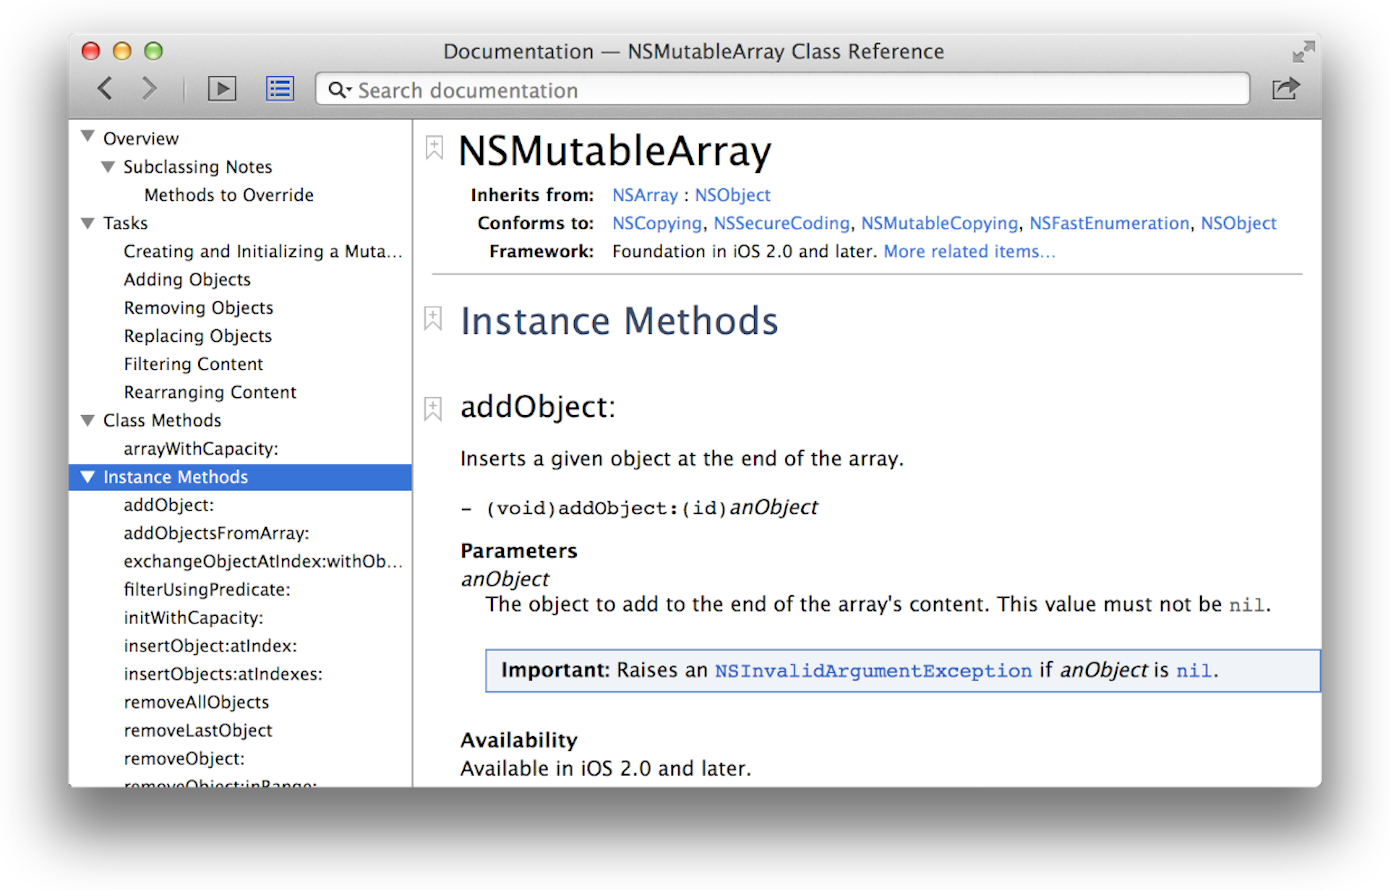 Documentation — NSMutableArray Class Reference
Search documentation
Overview
Subclassing Notes
Methods to Override
Tasks
Creating and Initializing a Muta...
Adding Objects
Removing Objects
Replacing Objects
Filtering Content
Rearranging Content
Class Methods
arrayWithCapacity:
Instance Methods
addObject:
addObjectsFromArray:
exchangeObjectAtIndex:withOb...
filterUsingPredicate:
initWithCapacity:
insertObject:atIndex:
insertObjects:atIndexes:
removeAllObjects
removeLastObject
removeObject:
removeObject:inRange:
NSMutableArray
Inherits from: NSArray : NSObject
Conforms to: NSCopying, NSSecureCoding, NSMutableCopying, NSFastEnumeration, NSObject
Framework: Foundation in iOS 2.0 and later. More related items...
Instance Methods
addObject:
Inserts a given object at the end of the array.
- (void)addObject:(id)anObject
Parameters
anObject
The object to add to the end of the array's content. This value must not be nil.
Important: Raises an NSInvalidArgumentException if anObject is nil.
Availability
Available in iOS 2.0 and later.